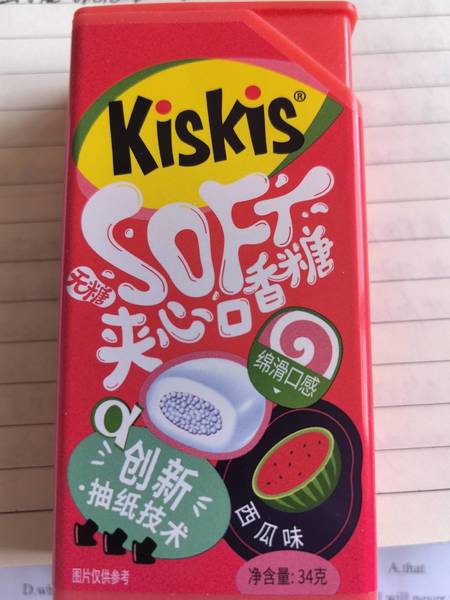 Kiskis®
SOFT
无糖
夹心口香糖
绵滑口感
创新
抽纸技术
西瓜味
图片仅供参考
净含量: 34克
A.that
D.wh
I will never